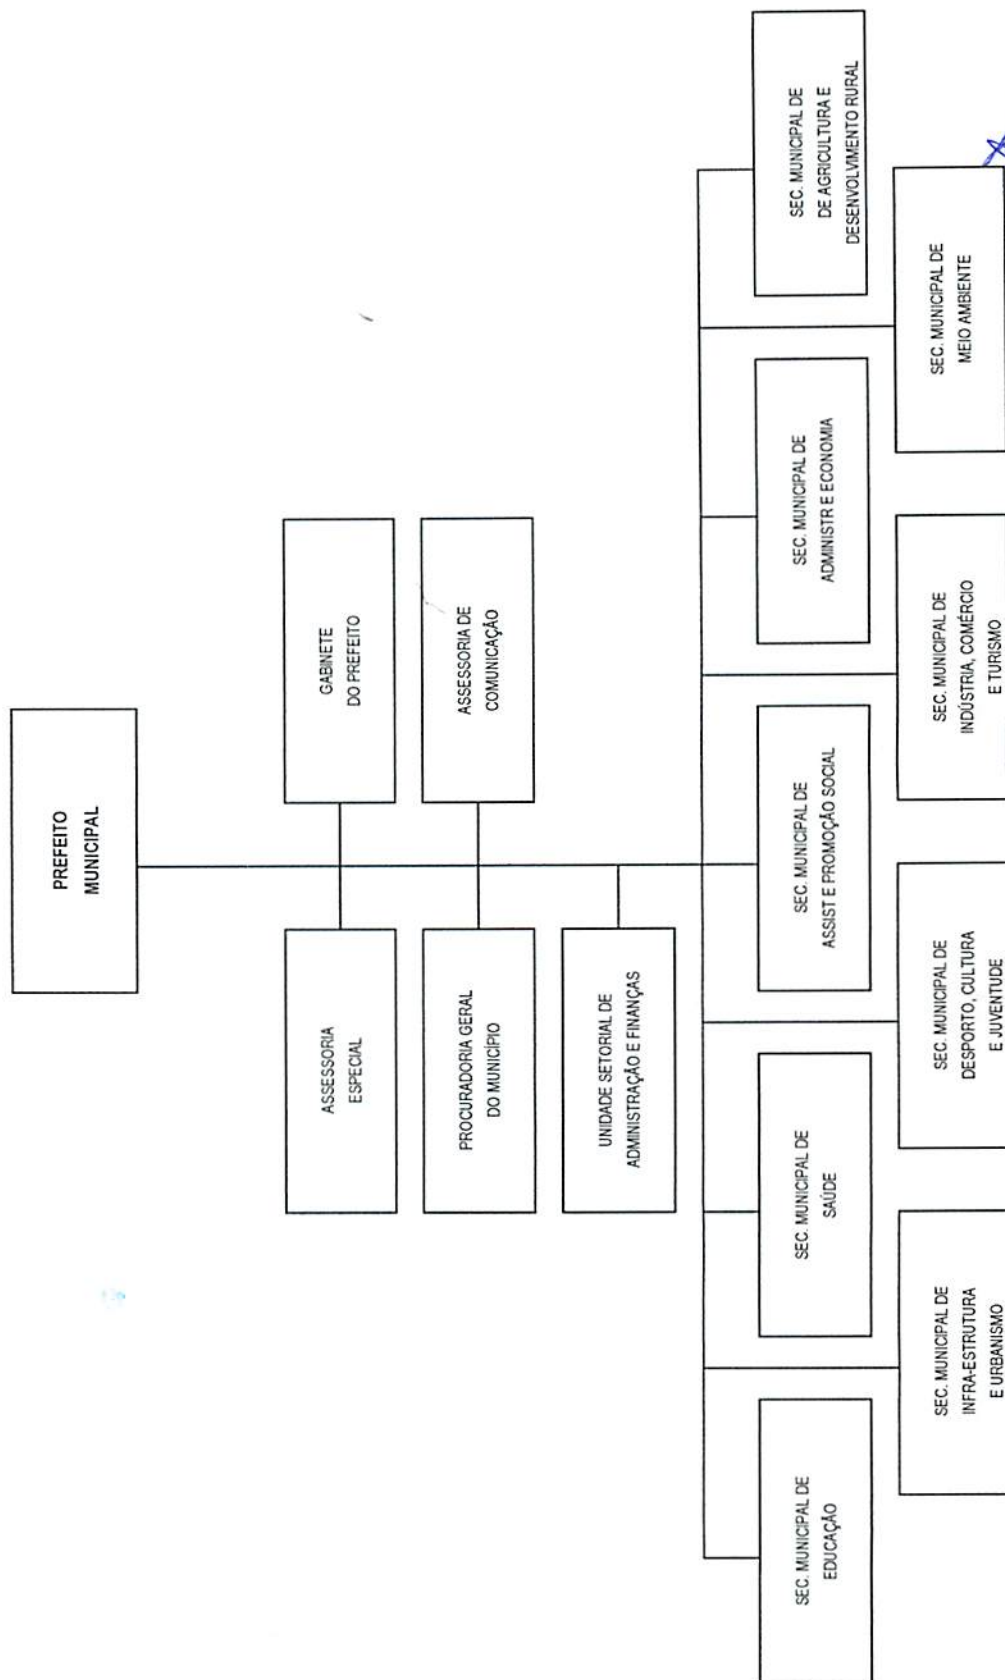 PREFEITO
MUNICIPAL
ASSESSORIA
ESPECIAL
GABINETE
DO PREFEITO
PROCURADORIA GERAL
DO MUNICÍPIO
ASSESSORIA DE
COMUNICAÇÃO
UNIDADE SETORIAL DE
ADMINISTRAÇÃO E FINANÇAS
SEC. MUNICIPAL DE
EDUCAÇÃO
SEC. MUNICIPAL DE
SAÚDE
SEC. MUNICIPAL DE
ASSIST E PROMOÇÃO SOCIAL
SEC. MUNICIPAL DE
ADMINISTR E ECONOMIA
SEC. MUNICIPAL DE
DE AGRICULTURA E
DESENVOLVIMENTO RURAL
SEC. MUNICIPAL DE
INFRA-ESTRUTURA
E URBANISMO
SEC. MUNICIPAL DE
DESPORTO, CULTURA
E JUVENTUDE
SEC. MUNICIPAL DE
INDÚSTRIA, COMÉRCIO
E TURISMO
SEC. MUNICIPAL DE
MEIO AMBIENTE